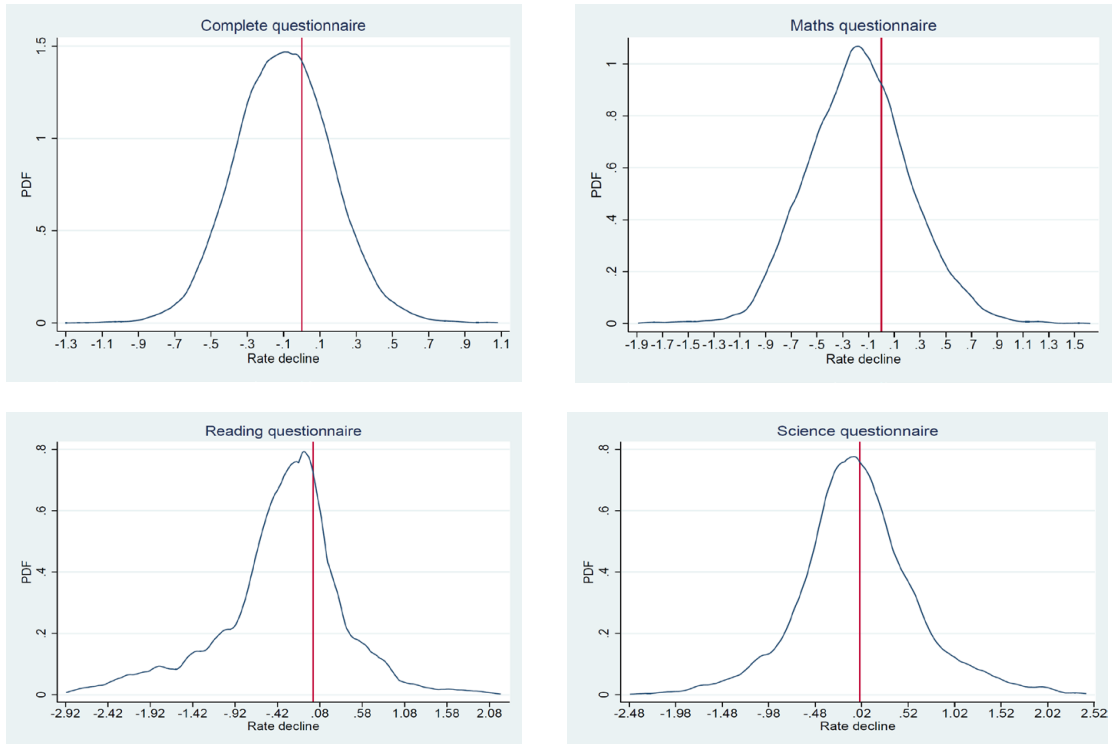 Complete questionnaire
1.5
1
.5
0
PDF
-1.3 -1.1 -.9 -.7 -.5 -.3 -.1 .1 .3 .5 .7 .9 1.1
Rate decline
Maths questionnaire
1
.8
.6
.4
.2
0
PDF
-1.9 -1.7 -1.5 -1.3 -1.1 -.9 -.7 -.5 -.3 -.1 .1 .3 .5 .7 .9 1.1 1.3 1.5
Rate decline
Reading questionnaire
.8
.6
.4
.2
0
PDF
-2.92 -2.42 -1.92 -1.42 -.92 -.42 .08 .58 1.08 1.58 2.08
Rate decline
Science questionnaire
.8
.6
.4
.2
0
PDF
-2.48 -1.98 -1.48 -.98 -.48 .02 .52 1.02 1.52 2.02 2.52
Rate decline